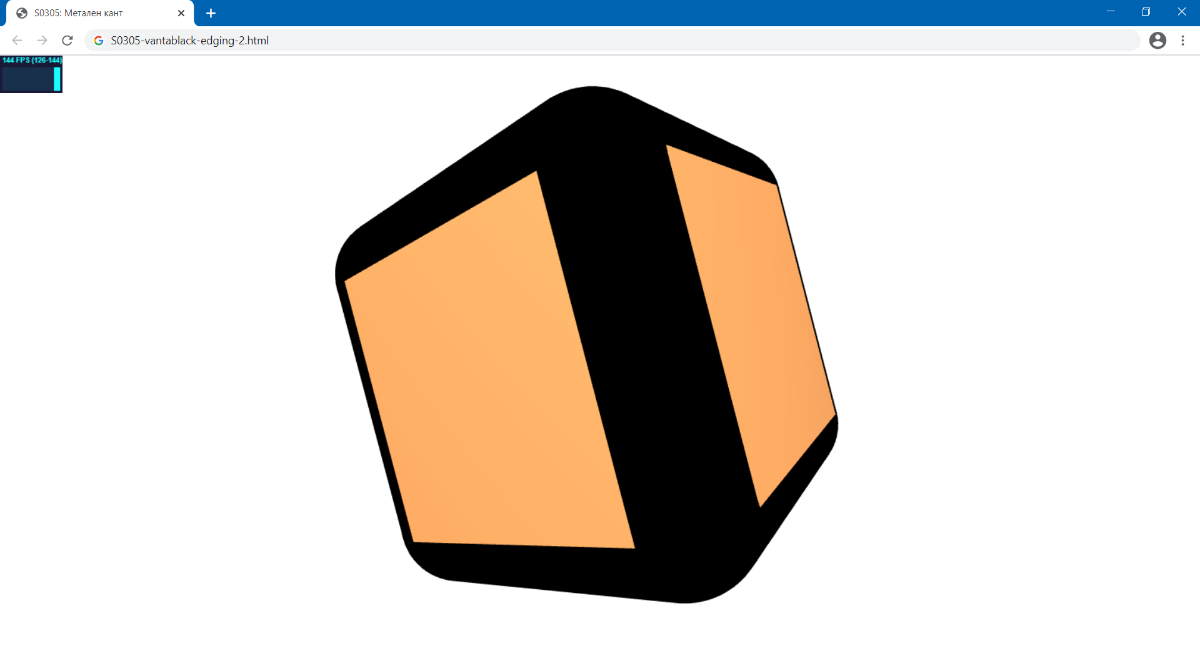 S0305: Метален кант
S0305-vantablack-edging-2.html
144 FPS (126-144)